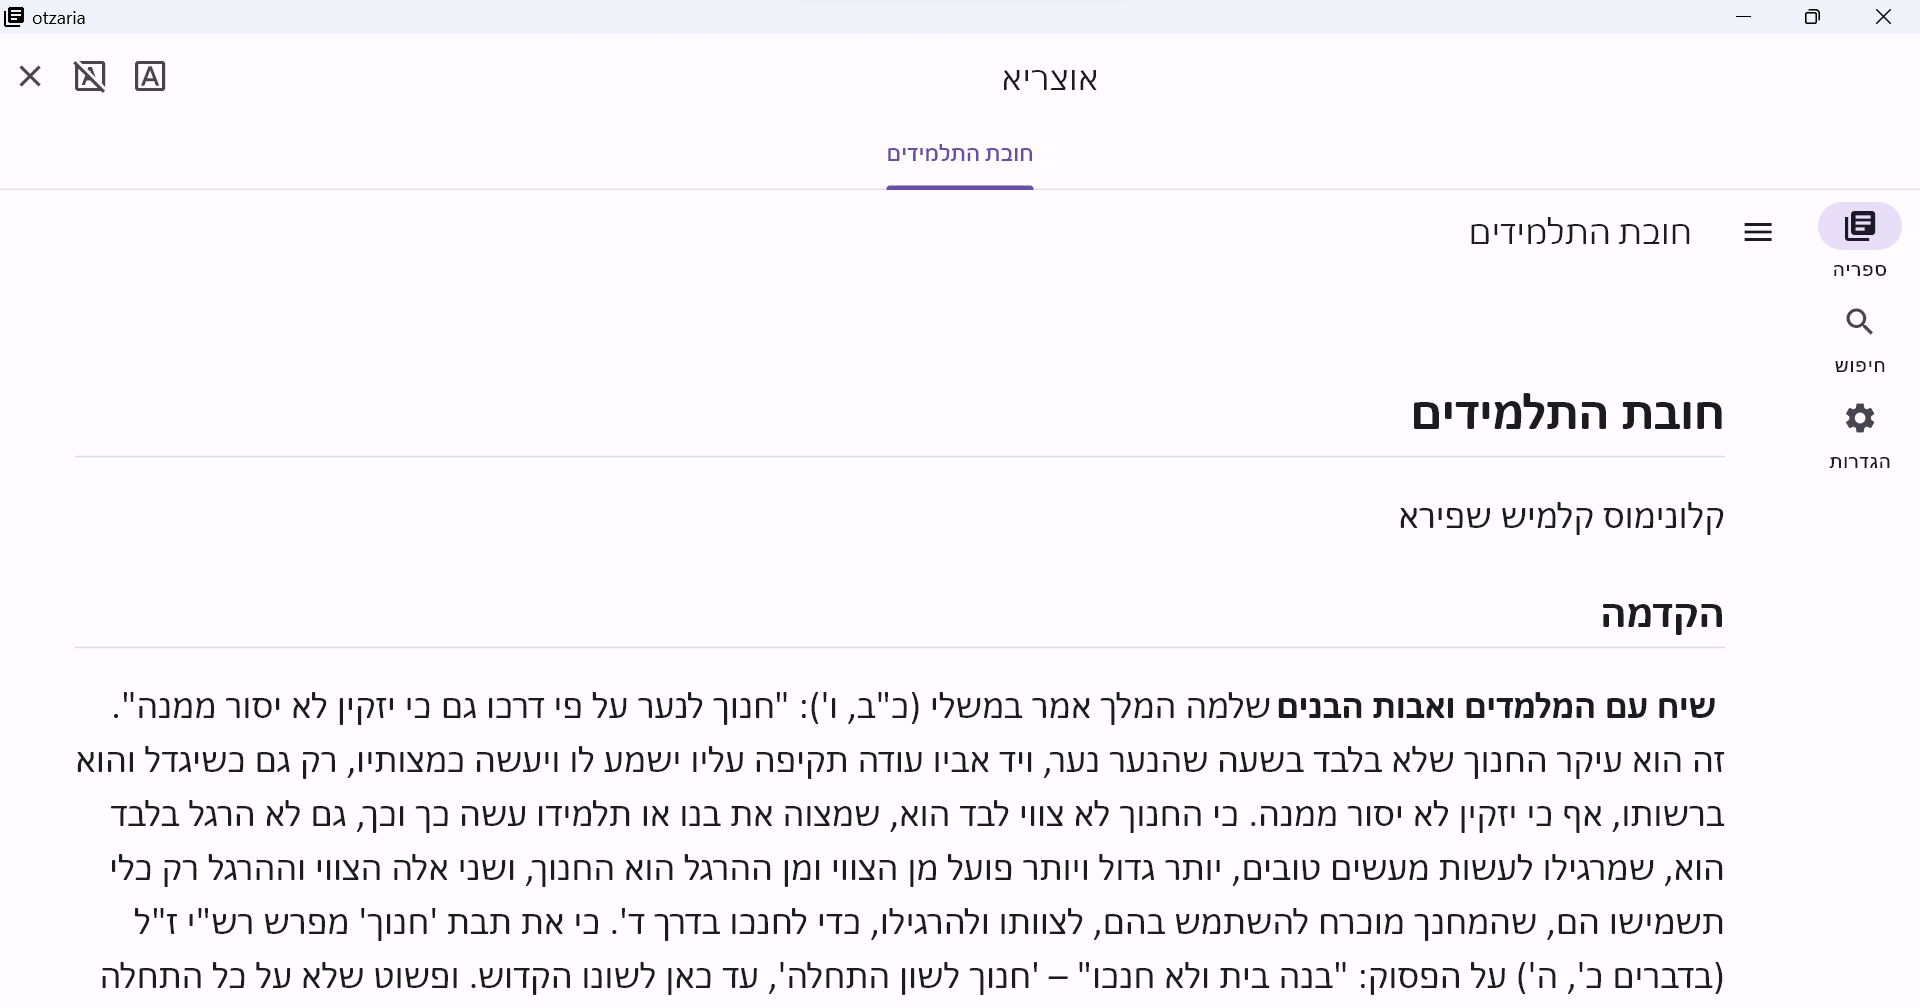 otzaria
אוצריא
חובת התלמידים
חובת התלמידים
ספריה
חיפוש
הגדרות
חובת התלמידים
קלונימוס קלמיש שפירא
הקדמה
שיח עם המלמדים ואבות הבנים שלמה המלך אמר במשלי (כ"ב, ו'): "חנוך לנער על פי דרכו גם כי יזקין לא יסור ממנה".
זה הוא עיקר החנוך שלא בלבד בשעה שהנער נער, ויד אביו עודה תקיפה עליו ישמע לו ויעשה כמצותיו, רק גם כשיגדל והוא
ברשותו, אף כי יזקין לא יסור ממנה. כי החנוך לא צווי לבד הוא, שמצוה את בנו או תלמידו עשה כך וכך, גם לא הרגל בלבד
הוא, שמרגילו לעשות מעשים טובים, יותר גדול ויותר פועל מן הצווי ומן ההרגל הוא החנוך, ושני אלה הצווי וההרגל רק כלי
תשמישו הם, שהמחנך מוכרח להשתמש בהם, לצוותו ולהרגילו, כדי לחנכו בדרך ד'. כי את תבת 'חנוך' מפרש רש"י ז"ל
(בדברים כ', ה') על הפסוק: "בנה בית ולא חנכו" – 'חנוך לשון התחלה', עד כאן לשונו הקדוש. ופשוט שלא על כל התחלה